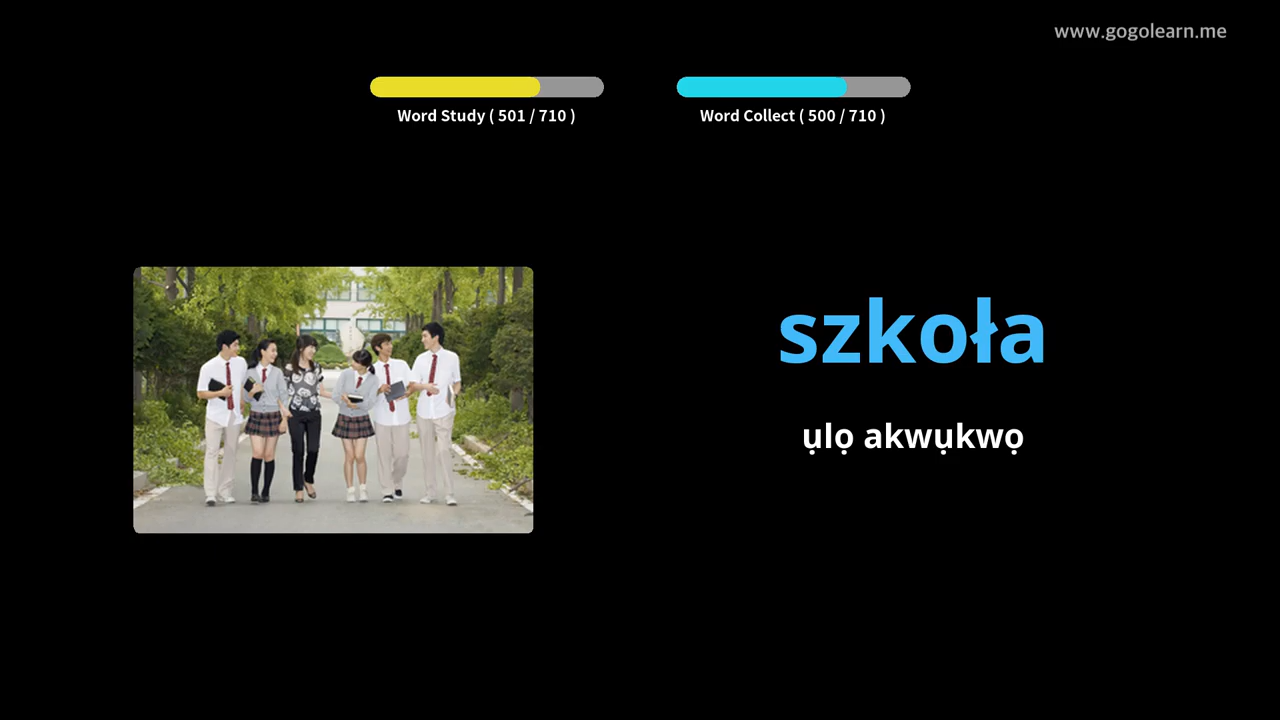 www.gogolearn.me
Word Study ( 501 / 710 )
Word Collect ( 500 / 710 )
szkoła
ụlọ akwụkwọ